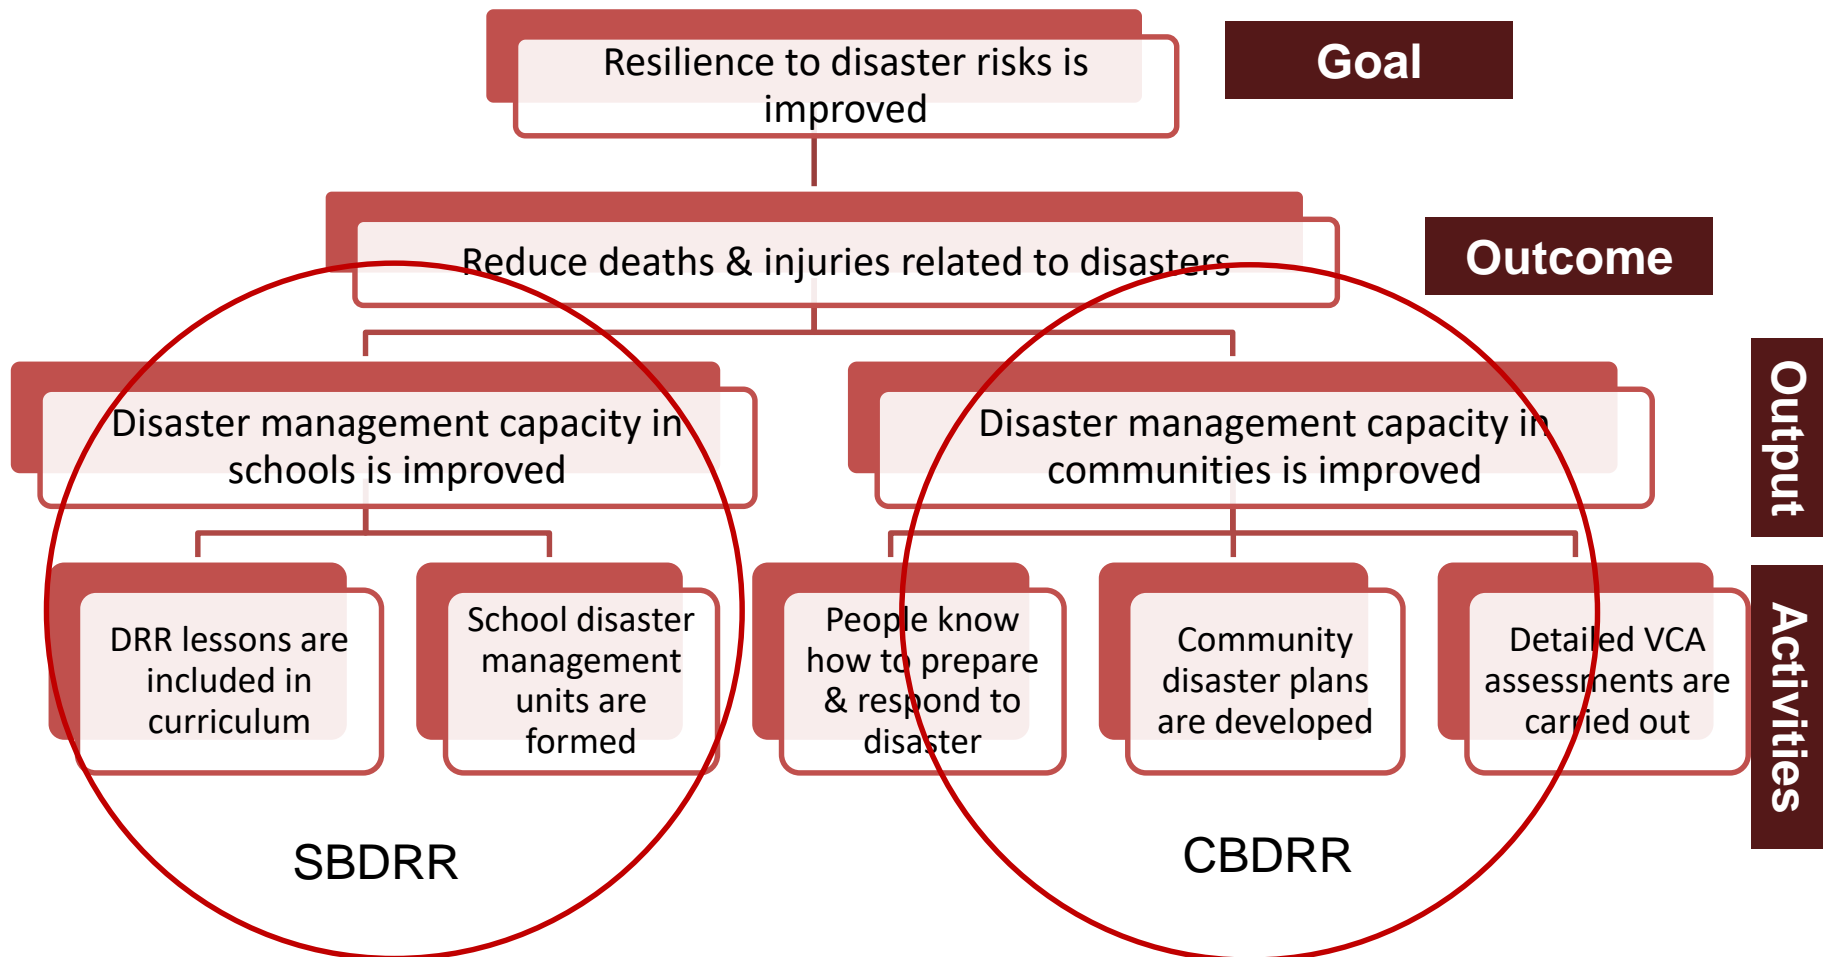 Resilience to disaster risks is
improved
Goal
Reduce deaths & injuries related to disasters
Outcome
Disaster management capacity in
schools is improved
Disaster management capacity in
communities is improved
Output
DRR lessons are
included in
curriculum
School disaster
management
units are
formed
People know
how to prepare
& respond to
disaster
Community
disaster plans
are developed
Detailed VCA
assessments are
carried out
Activities
SBDRR
CBDRR